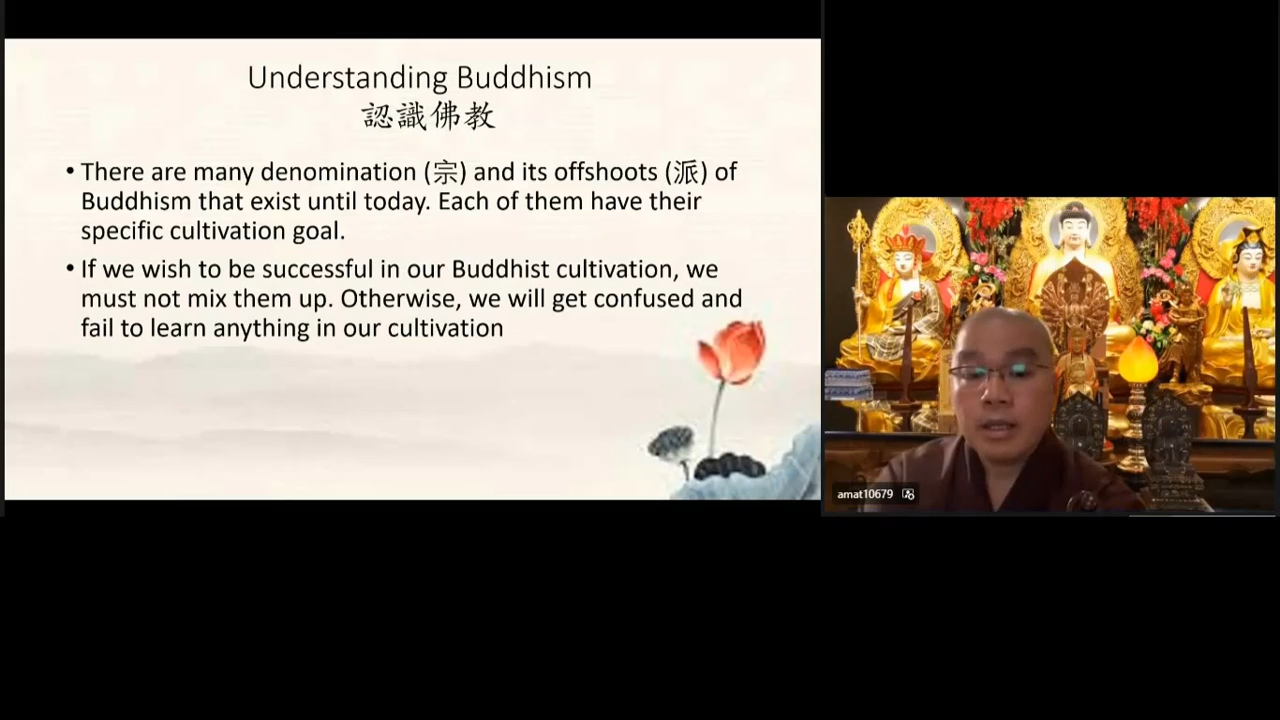 Understanding Buddhism
認識佛教
• There are many denomination (宗) and its offshoots (派) of
Buddhism that exist until today. Each of them have their
specific cultivation goal.
• If we wish to be successful in our Buddhist cultivation, we
must not mix them up. Otherwise, we will get confused and
fail to learn anything in our cultivation
amat10679